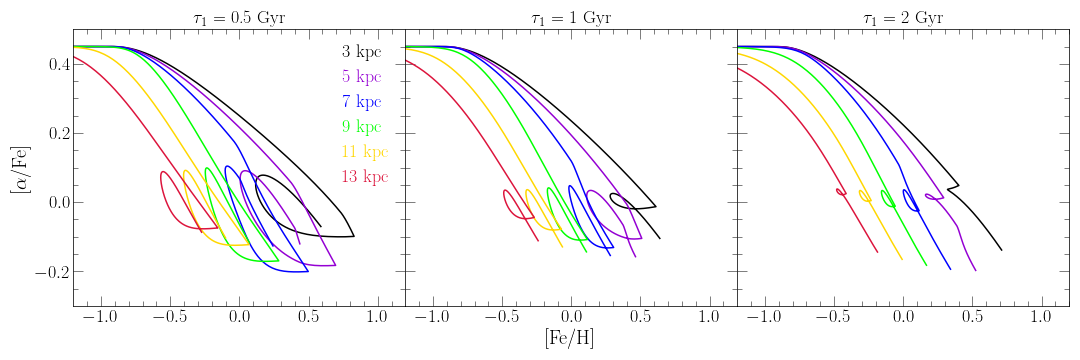 τ₁ = 0.5 Gyr
τ₁ = 1 Gyr
τ₁ = 2 Gyr
[α/Fe]
0.4
0.2
0.0
−0.2
3 kpc
5 kpc
7 kpc
9 kpc
11 kpc
13 kpc
−1.0 −0.5 0.0 0.5 1.0
−1.0 −0.5 0.0 0.5 1.0
−1.0 −0.5 0.0 0.5 1.0
[Fe/H]